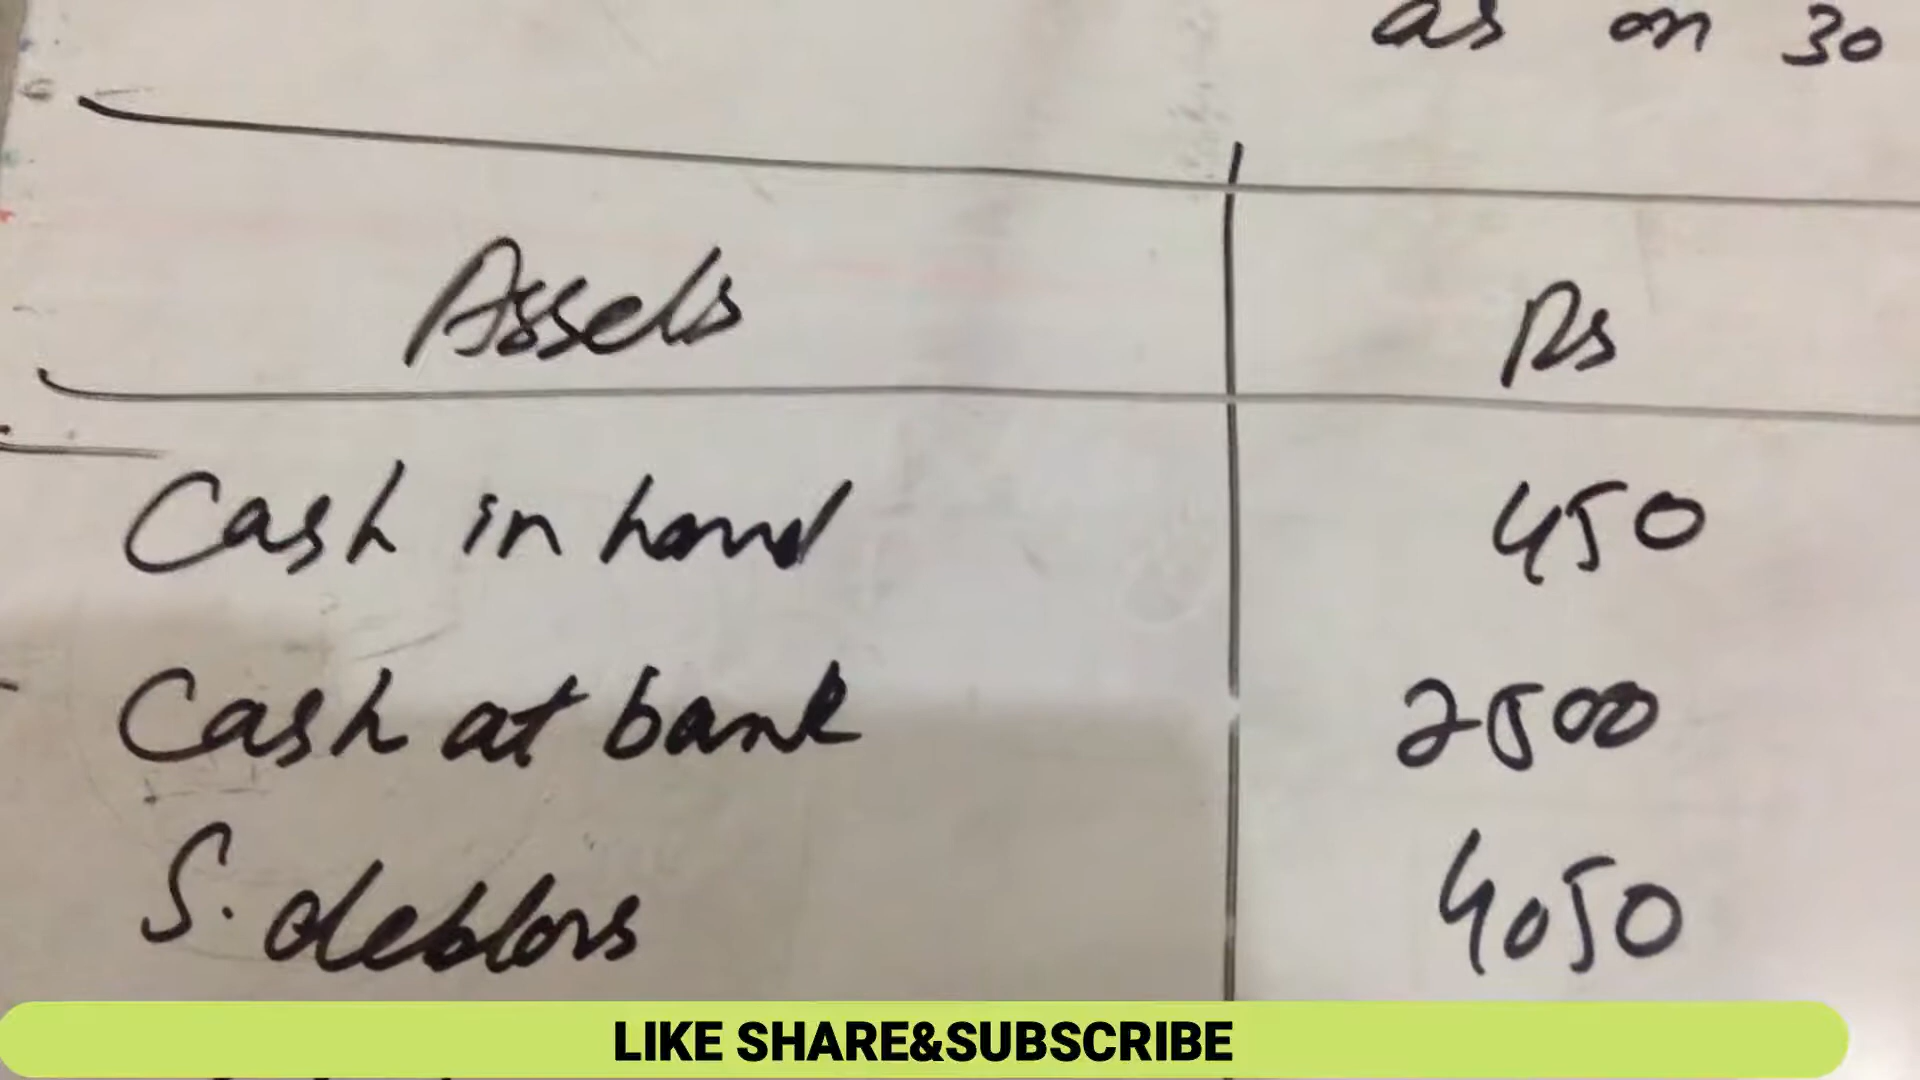 as on 30
Assets Rs
Cash in hand 450
Cash at bank 2500
S. debtors 4050
LIKE SHARE&SUBSCRIBE